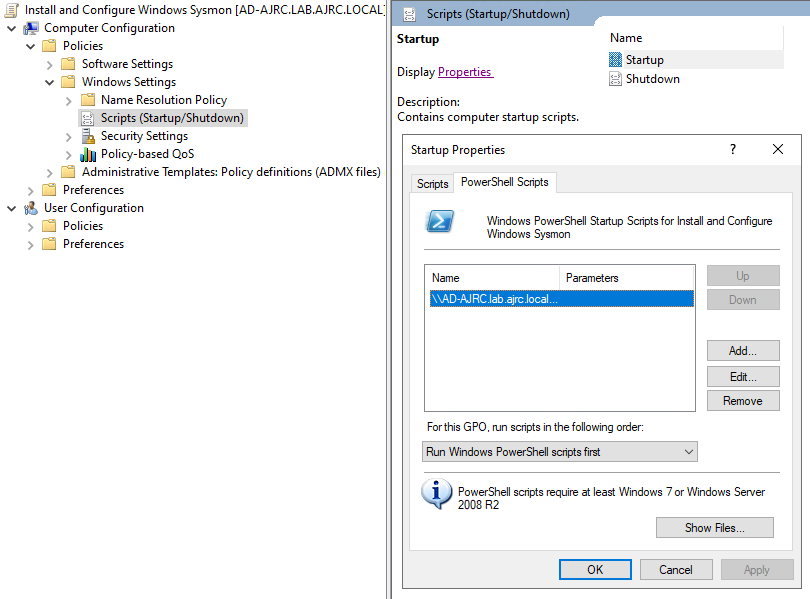 Install and Configure Windows Sysmon [AD-AJRC.LAB.AJRC.LOCAL]
Computer Configuration
Policies
Software Settings
Windows Settings
Name Resolution Policy
Scripts (Startup/Shutdown)
Security Settings
Policy-based QoS
Administrative Templates: Policy definitions (ADMX files)
Preferences
User Configuration
Policies
Preferences
Scripts (Startup/Shutdown)
Startup
Display Properties
Description:
Contains computer startup scripts.
Name
Startup
Shutdown
Startup Properties
?
Scripts
PowerShell Scripts
Windows PowerShell Startup Scripts for Install and Configure
Windows Sysmon
Name
Parameters
\\AD-AJRC.lab.ajrc.local...
Up
Down
Add...
Edit...
Remove
For this GPO, run scripts in the following order:
Run Windows PowerShell scripts first
PowerShell scripts require at least Windows 7 or Windows Server
2008 R2
Show Files...
OK
Cancel
Apply